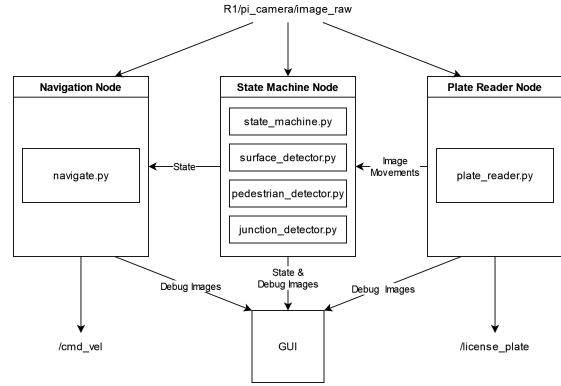 R1/pi_camera/image_raw
Navigation Node
State Machine Node
Plate Reader Node
state_machine.py
surface_detector.py
pedestrian_detector.py
junction_detector.py
navigate.py
plate_reader.py
State
Image
Movements
State &
Debug Images
Debug Images
Debug Images
GUI
/cmd_vel
/license_plate